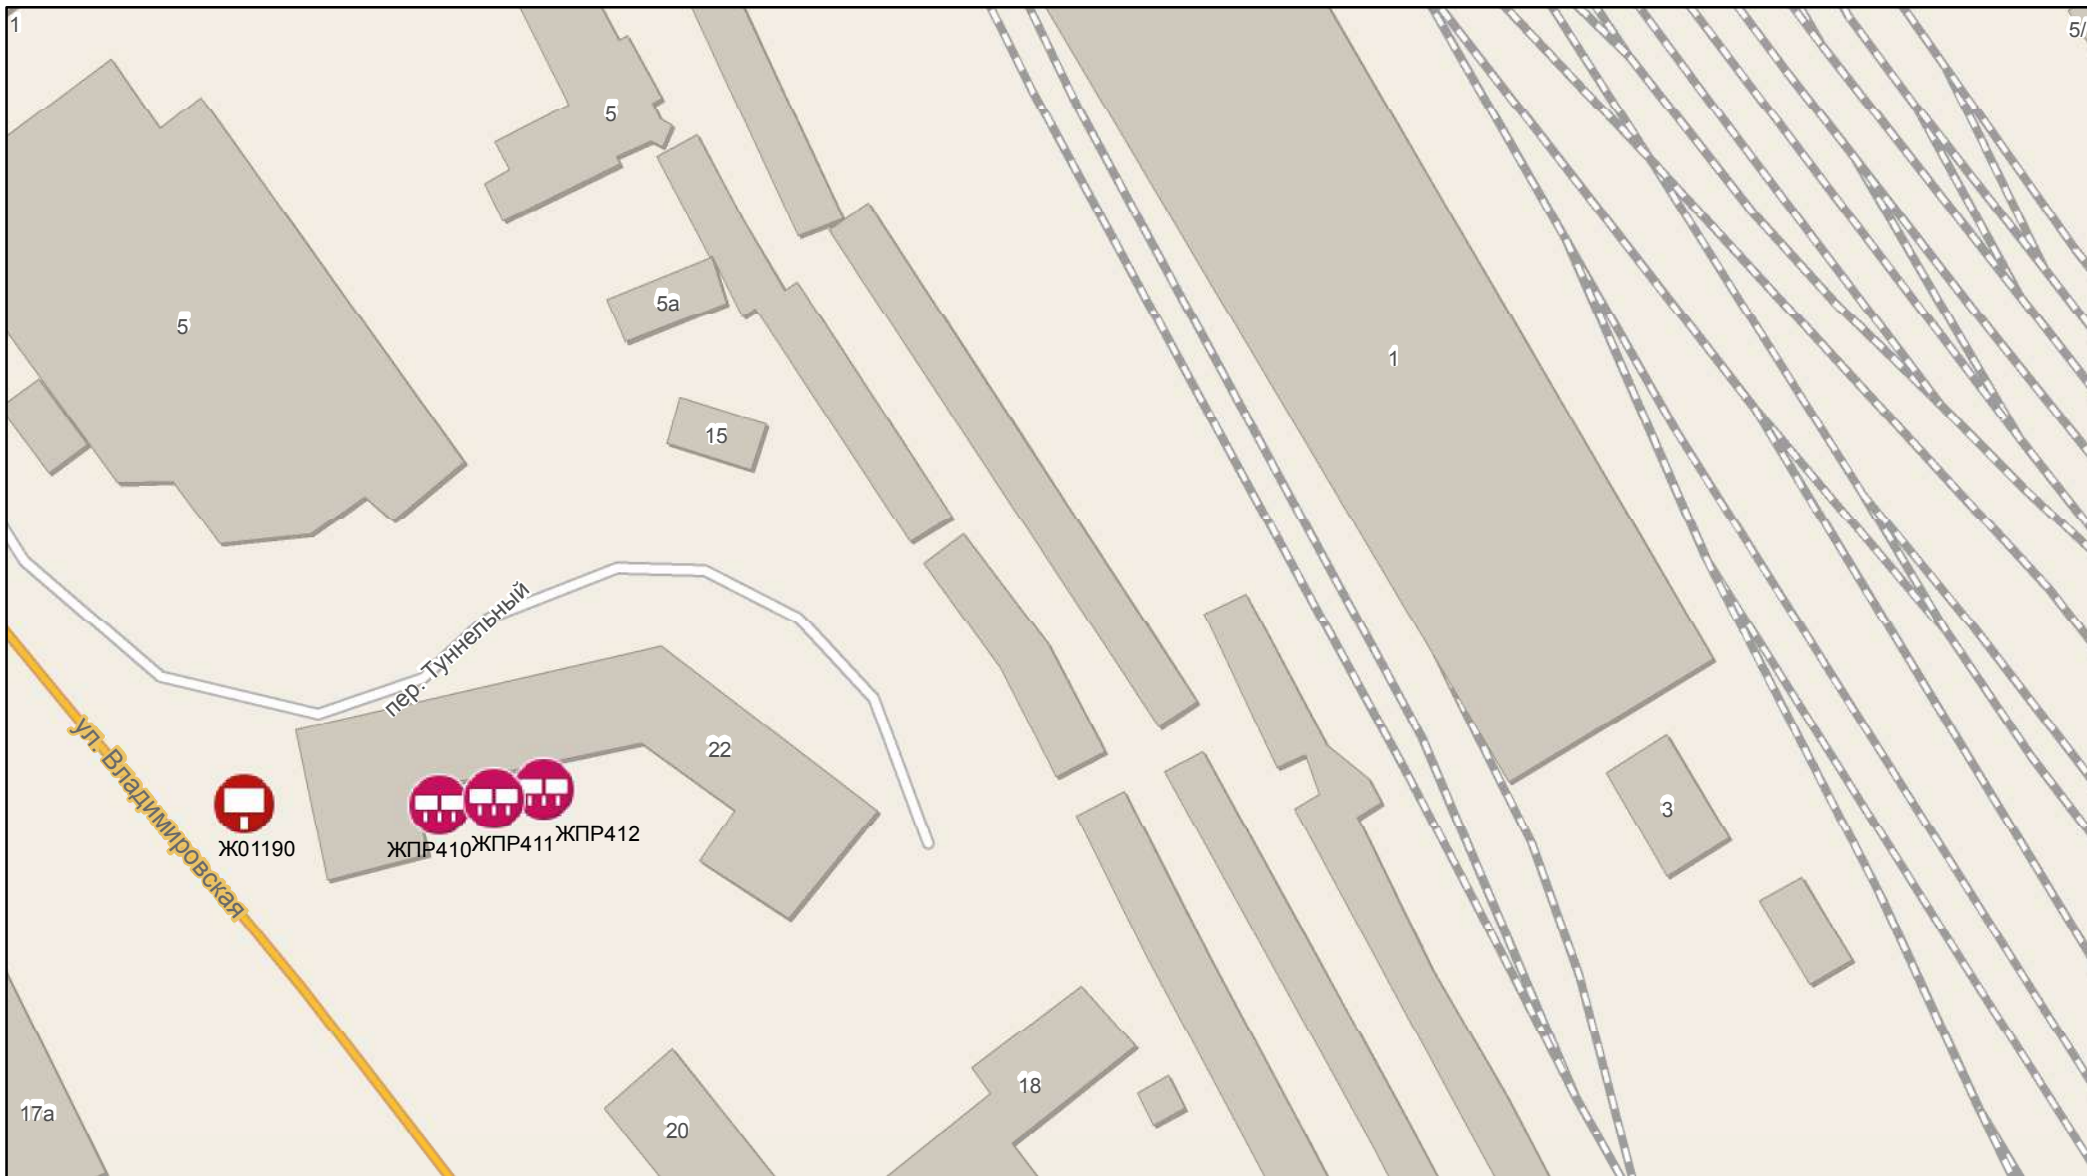 1
5/
5
5
5а
15
1
пер. Туннельный
22
ул. Владимировская
Ж01190
ЖПР410
ЖПР411
ЖПР412
3
17а
20
18